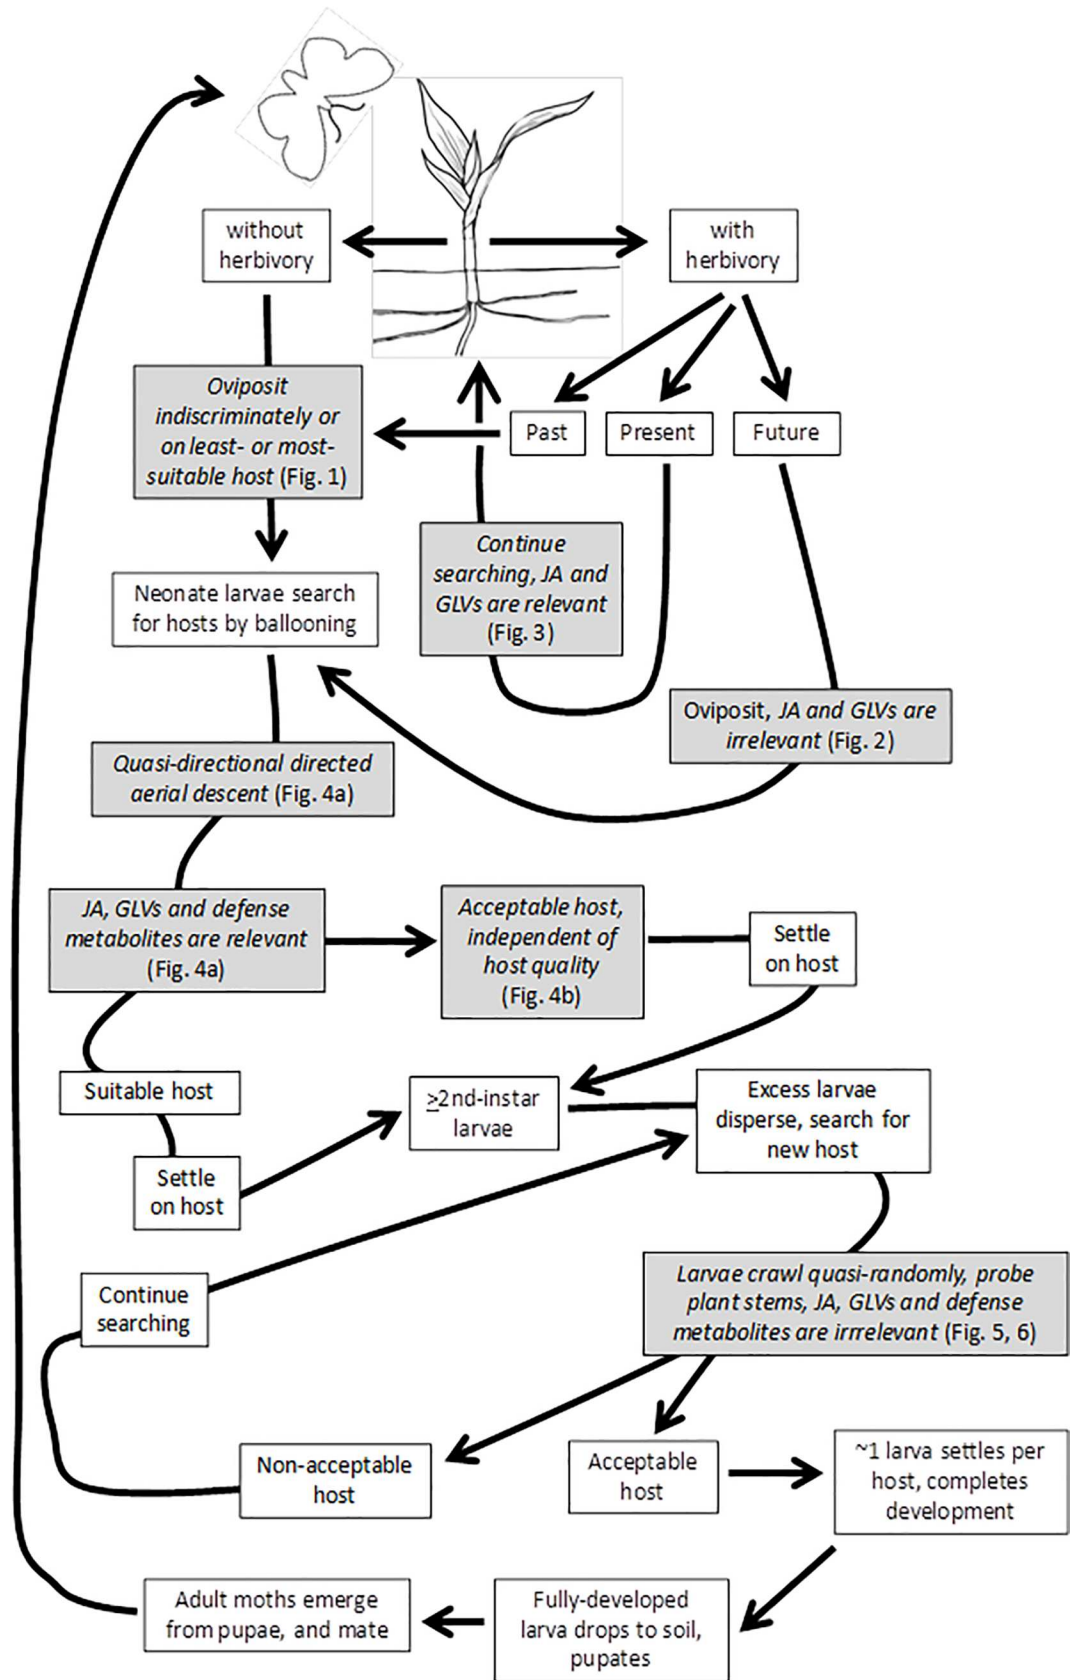 without
herbivory
with
herbivory
Oviposit
indiscriminately or
on least- or most-
suitable host (Fig. 1)
Past
Present
Future
Continue
searching, JA and
GLVs are relevant
(Fig. 3)
Neonate larvae search
for hosts by ballooning
Oviposit, JA and GLVs are
irrelevant (Fig. 2)
Quasi-directional directed
aerial descent (Fig. 4a)
JA, GLVs and defense
metabolites are relevant
(Fig. 4a)
Acceptable host,
independent of
host quality
(Fig. 4b)
Settle
on host
Suitable host
≥2nd-instar
larvae
Excess larvae
disperse, search for
new host
Settle
on host
Continue
searching
Larvae crawl quasi-randomly, probe
plant stems, JA, GLVs and defense
metabolites are irrrelevant (Fig. 5, 6)
Non-acceptable
host
Acceptable
host
~1 larva settles per
host, completes
development
Adult moths emerge
from pupae, and mate
Fully-developed
larva drops to soil,
pupates